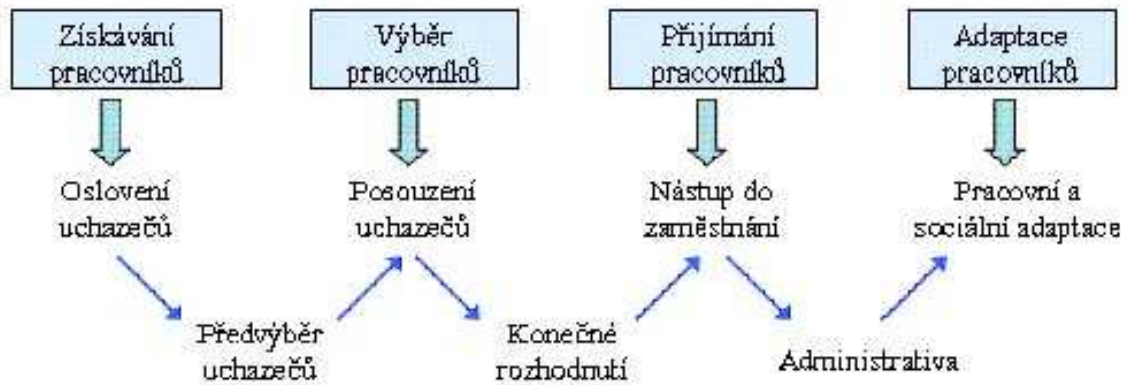 Získávání
pracovníků
Výběr
pracovníků
Přijímání
pracovníků
Adaptace
pracovníků
Oslovení
uchazečů
Posouzení
uchazečů
Nástup do
zaměstnání
Pracovní a
sociální adaptace
Předvýběr
uchazečů
Konečné
rozhodnutí
Administrativa